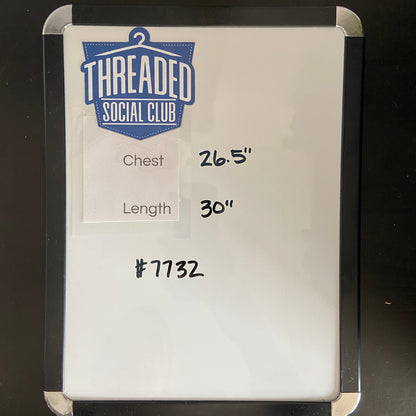 THREADED
SOCIAL CLUB
Chest 26.5"
Length 30"
#7732